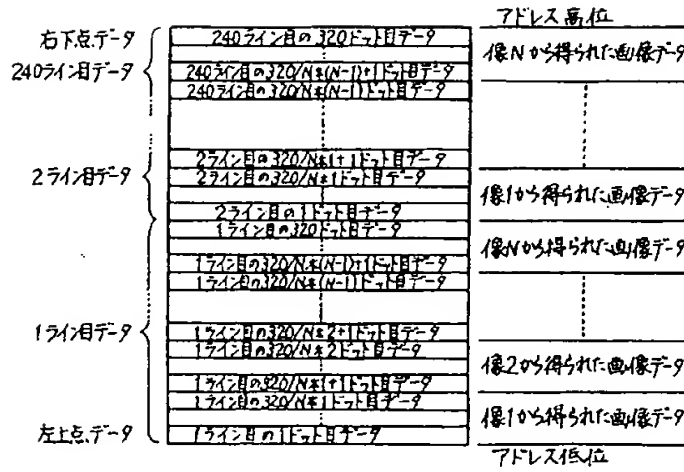 アドレス高位
右下点データ
240ライン目の320ドット目データ
像Nから得られた画像データ
240ライン目データ
240ライン目の320/N*(N-1)+1ドット目データ
240ライン目の320/N*(N-1)ドット目データ
2ライン目データ
2ライン目の320/N*1+1ドット目データ
2ライン目の320/N*1ドット目データ
像1から得られた画像データ
2ライン目の1ドット目データ
1ライン目の320ドット目データ
像Nから得られた画像データ
1ライン目の320/N*(N-1)+1ドット目データ
1ライン目の320/N*(N-1)ドット目データ
1ライン目データ
1ライン目の320/N*2+1ドット目データ
1ライン目の320/N*2ドット目データ
像2から得られた画像データ
1ライン目の320/N*1+1ドット目データ
1ライン目の320/N*1ドット目データ
像1から得られた画像データ
左上点データ
1ライン目の1ドット目データ
アドレス低位